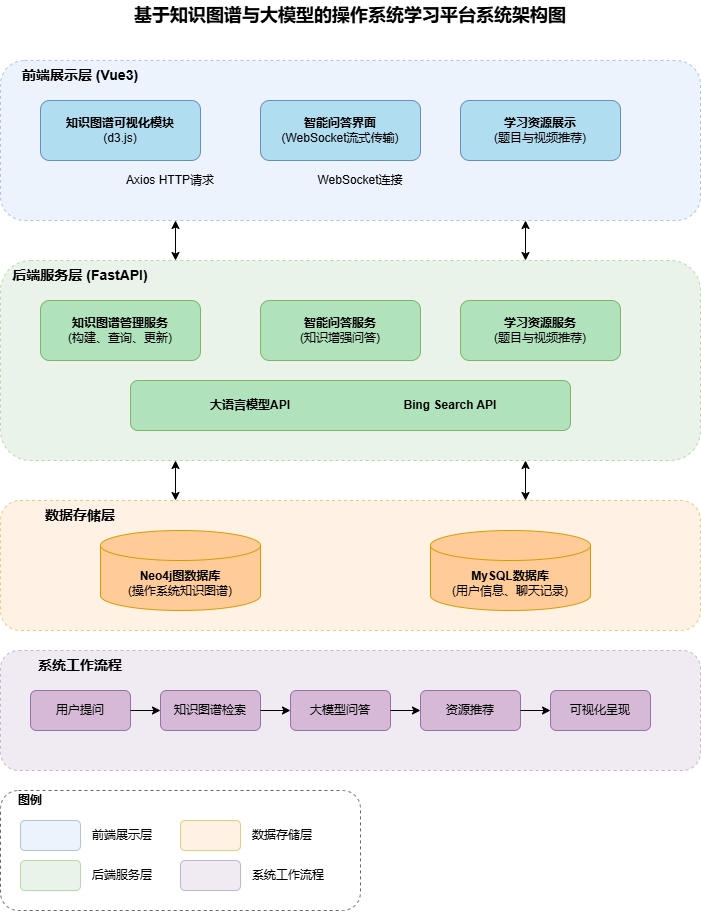 基于知识图谱与大模型的操作系统学习平台系统架构图
前端展示层 (Vue3)
知识图谱可视化模块
(d3.js)
智能问答界面
(WebSocket流式传输)
学习资源展示
(题目与视频推荐)
Axios HTTP请求
WebSocket连接
后端服务层 (FastAPI)
知识图谱管理服务
(构建、查询、更新)
智能问答服务
(知识增强问答)
学习资源服务
(题目与视频推荐)
大语言模型API
Bing Search API
数据存储层
Neo4j图数据库
(操作系统知识图谱)
MySQL数据库
(用户信息、聊天记录)
系统工作流程
用户提问
知识图谱检索
大模型问答
资源推荐
可视化呈现
图例
前端展示层
数据存储层
后端服务层
系统工作流程